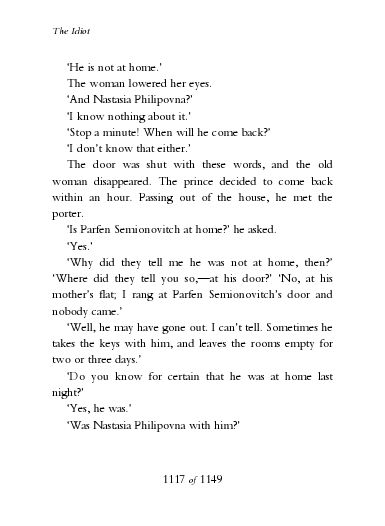 The Idiot
‘He is not at home.’
The woman lowered her eyes.
‘And Nastasia Philipovna?’
‘I know nothing about it.’
‘Stop a minute! When will he come back?’
‘I don’t know that either.’
The door was shut with these words, and the old
woman disappeared. The prince decided to come back
within an hour. Passing out of the house, he met the
porter.
‘Is Parfen Semionovitch at home?’ he asked.
‘Yes.’
‘Why did they tell me he was not at home, then?’
‘Where did they tell you so,—at his door?’ ‘No, at his
mother’s flat; I rang at Parfen Semionovitch’s door and
nobody came.’
‘Well, he may have gone out. I can’t tell. Sometimes he
takes the keys with him, and leaves the rooms empty for
two or three days.’
‘Do you know for certain that he was at home last
night?’
‘Yes, he was.’
‘Was Nastasia Philipovna with him?’
1117 of 1149